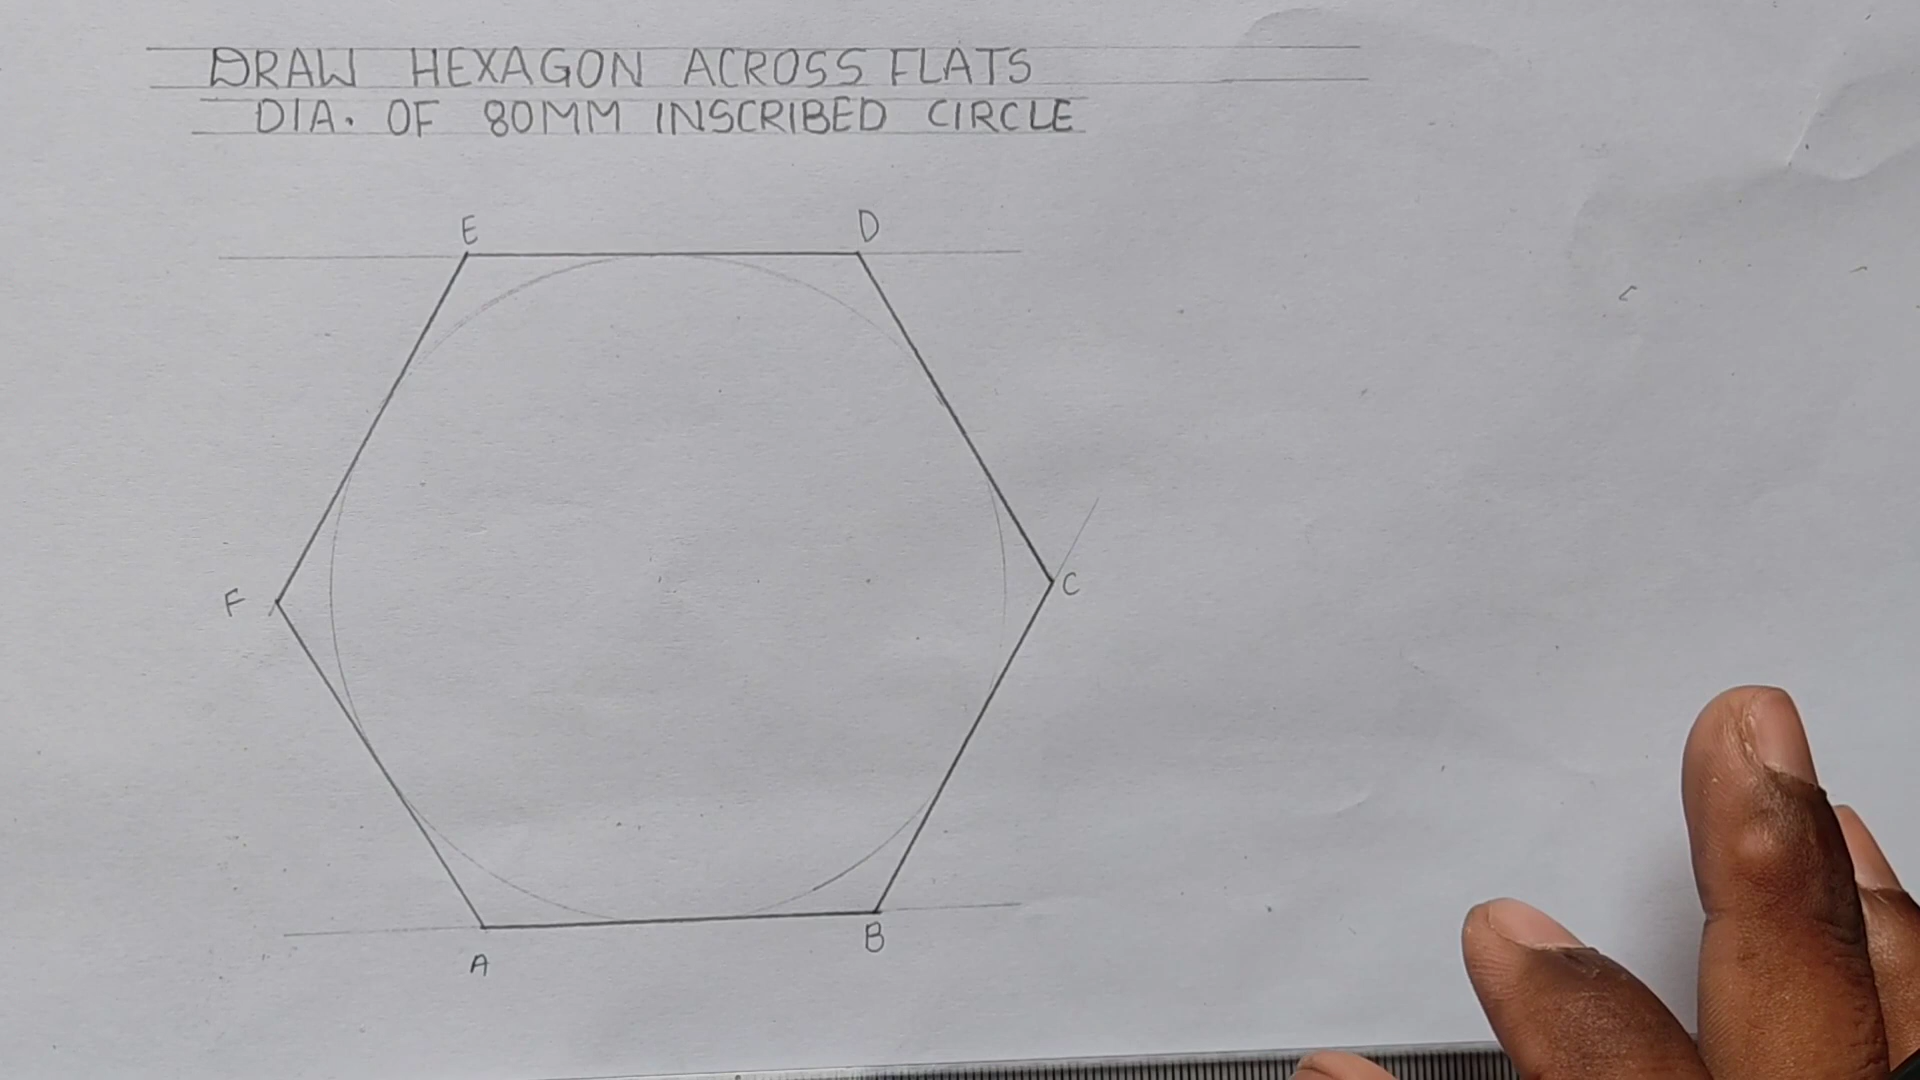 DRAW HEXAGON ACROSS FLATS
DIA. OF 80MM INSCRIBED CIRCLE
E D
F C
A B